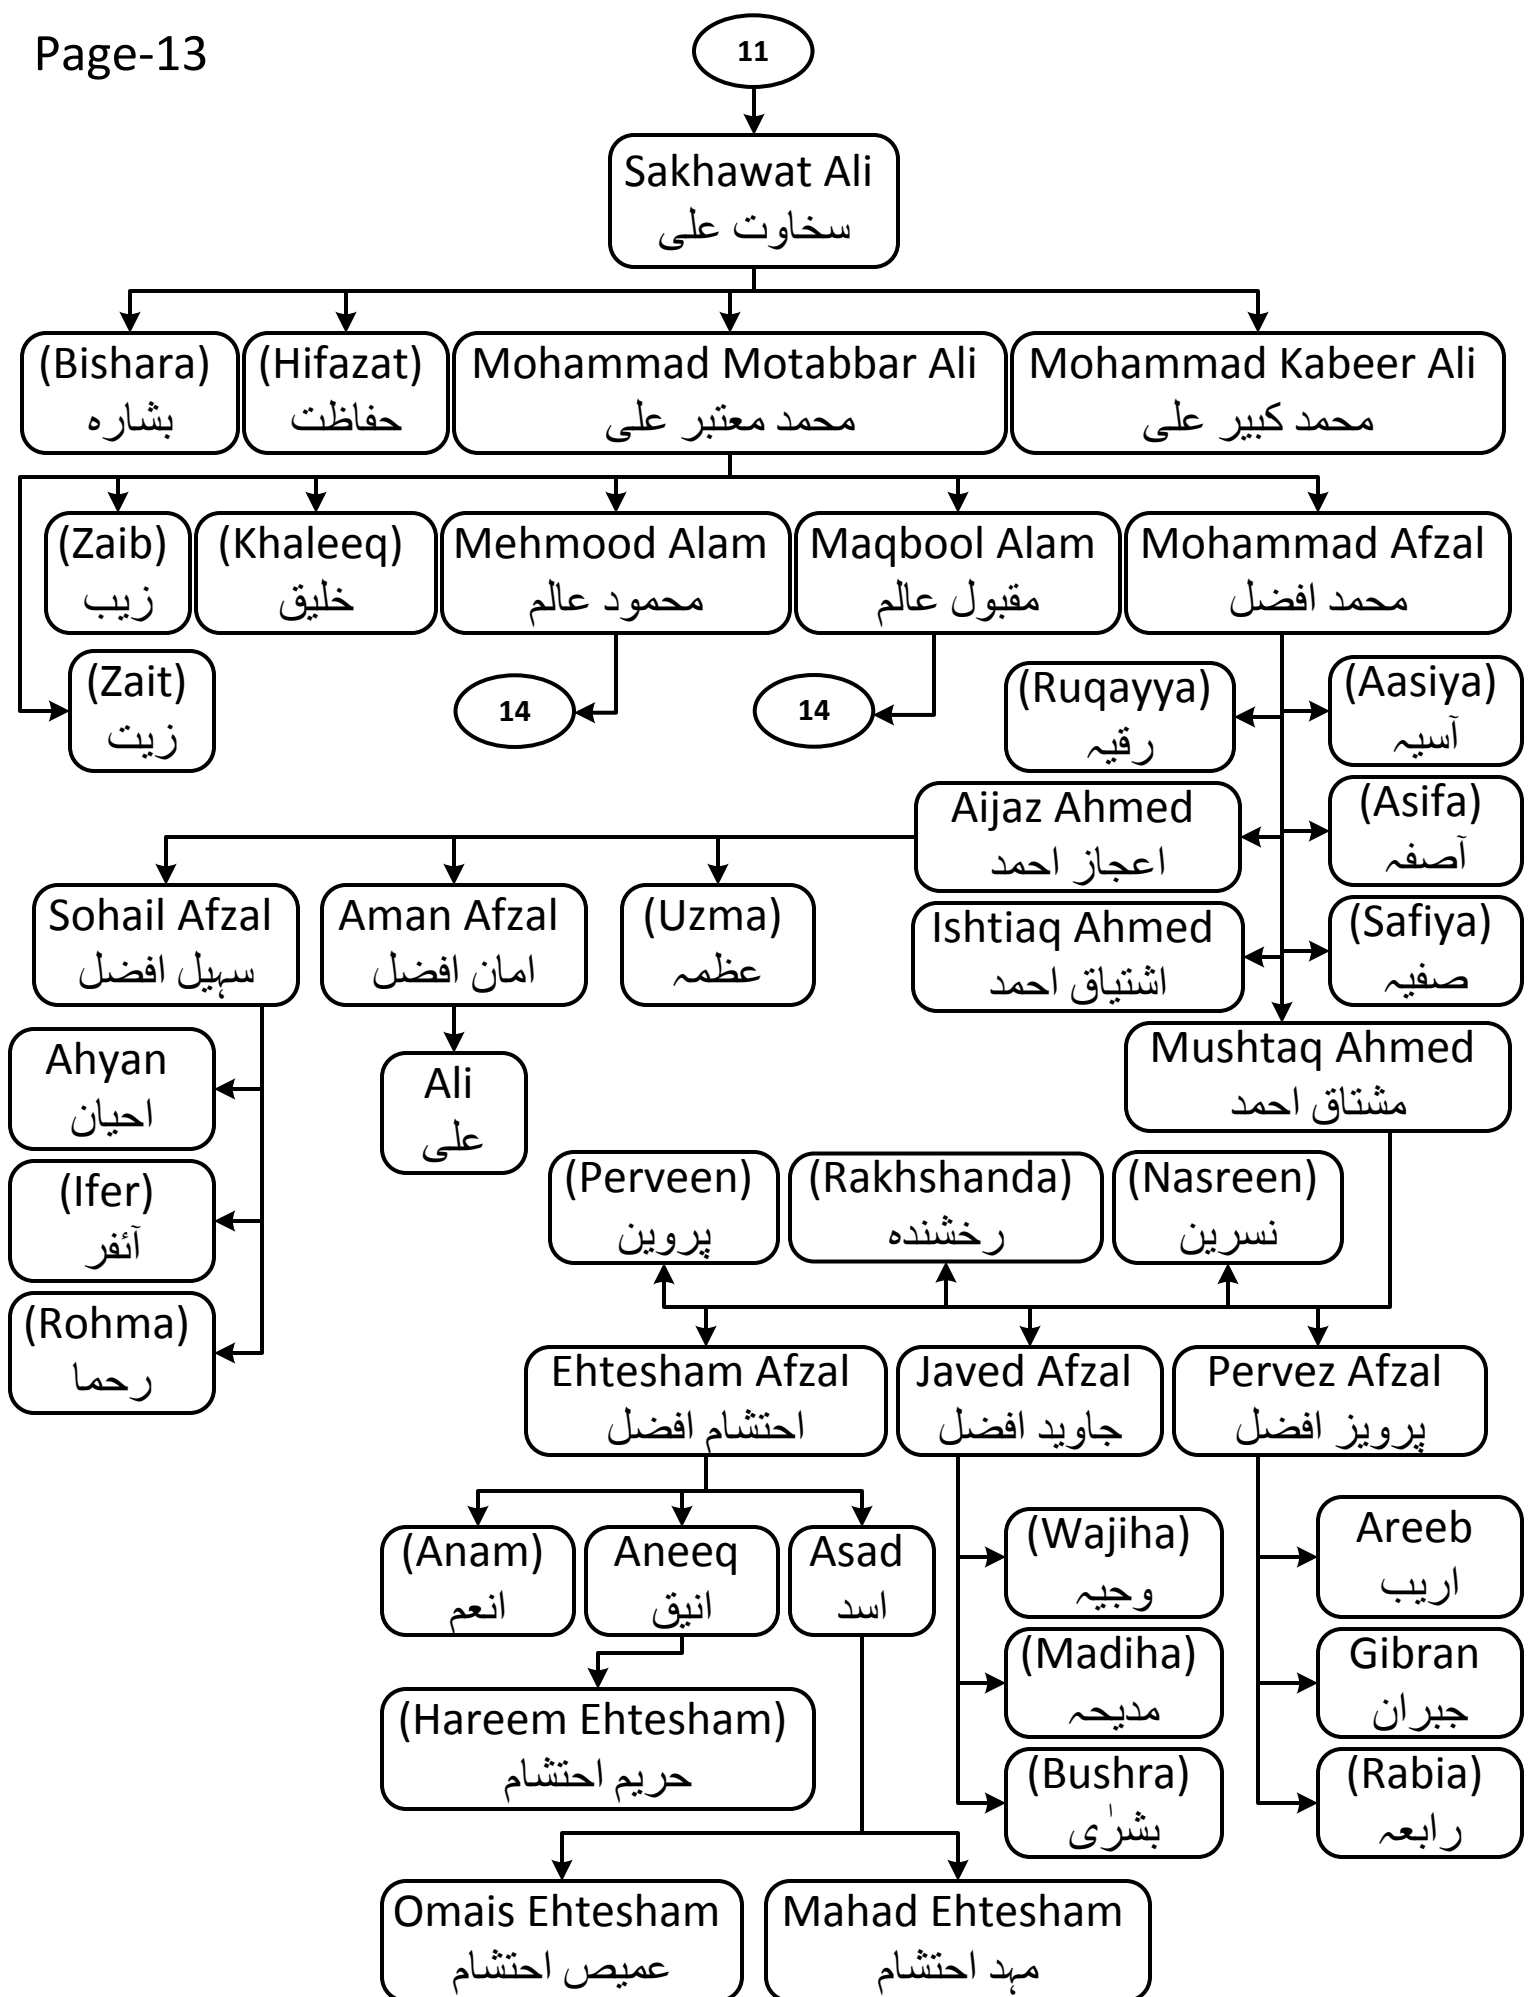 Page-13
11
Sakhawat Ali
سخاوت علی
(Bishara)
بشارہ
(Hifazat)
حفاظت
Mohammad Motabbar Ali
محمد معتبر علی
Mohammad Kabeer Ali
محمد کبیر علی
(Zaib)
زیب
(Khaleeq)
خلیق
Mehmood Alam
محمود عالم
Maqbool Alam
مقبول عالم
Mohammad Afzal
محمد افضل
(Zait)
زیت
14
14
(Ruqayya)
رقیہ
(Aasiya)
آسیہ
Aijaz Ahmed
اعجاز احمد
(Asifa)
آصفہ
Sohail Afzal
سہیل افضل
Aman Afzal
امان افضل
(Uzma)
عظمہ
Ishtiaq Ahmed
اشتیاق احمد
(Safiya)
صفیہ
Ahyan
احیان
Ali
علی
Mushtaq Ahmed
مشتاق احمد
(Ifer)
آئفر
(Perveen)
پروین
(Rakhshanda)
رخشندہ
(Nasreen)
نسرین
(Rohma)
رحما
Ehtesham Afzal
احتشام افضل
Javed Afzal
جاوید افضل
Pervez Afzal
پرویز افضل
(Anam)
انعم
Aneeq
انیق
Asad
اسد
(Wajiha)
وجیہ
Areeb
اریب
(Madiha)
مدیحہ
Gibran
جبران
(Hareem Ehtesham)
حریم احتشام
(Bushra)
بشرٰی
(Rabia)
رابعہ
Omais Ehtesham
عمیص احتشام
Mahad Ehtesham
مہد احتشام